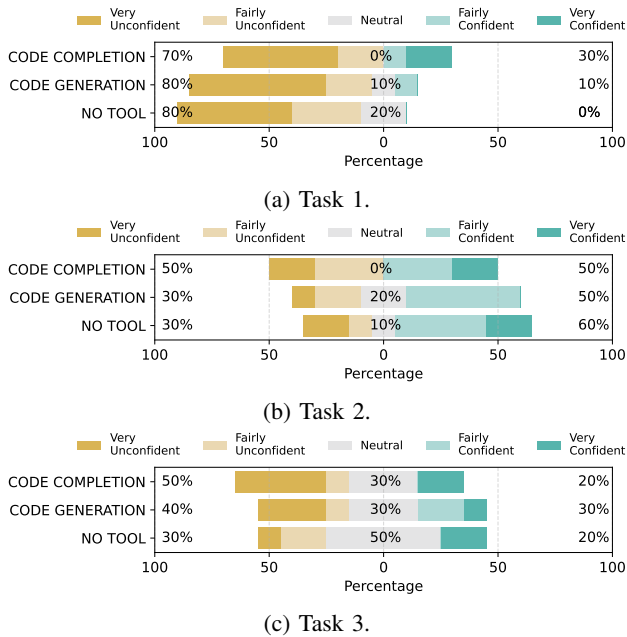 Very Unconfident Fairly Unconfident Neutral Fairly Confident Very Confident
CODE COMPLETION 70% 0% 30%
CODE GENERATION 80% 10% 10%
NO TOOL 80% 20% 0%
100 50 0 50 100
Percentage
(a) Task 1.
Very Unconfident Fairly Unconfident Neutral Fairly Confident Very Confident
CODE COMPLETION 50% 0% 50%
CODE GENERATION 30% 20% 50%
NO TOOL 30% 10% 60%
100 50 0 50 100
Percentage
(b) Task 2.
Very Unconfident Fairly Unconfident Neutral Fairly Confident Very Confident
CODE COMPLETION 50% 30% 20%
CODE GENERATION 40% 30% 30%
NO TOOL 30% 50% 20%
100 50 0 50 100
Percentage
(c) Task 3.